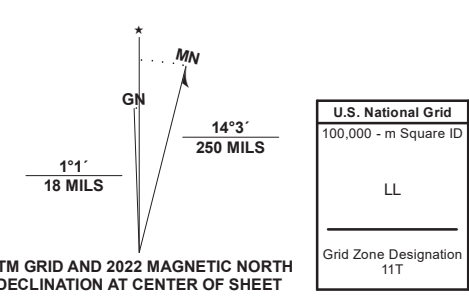 ★
MN
GN
14°3´
250 MILS
1°1´
18 MILS
TM GRID AND 2022 MAGNETIC NORTH
DECLINATION AT CENTER OF SHEET
U.S. National Grid
100,000 - m Square ID
LL
Grid Zone Designation
11T